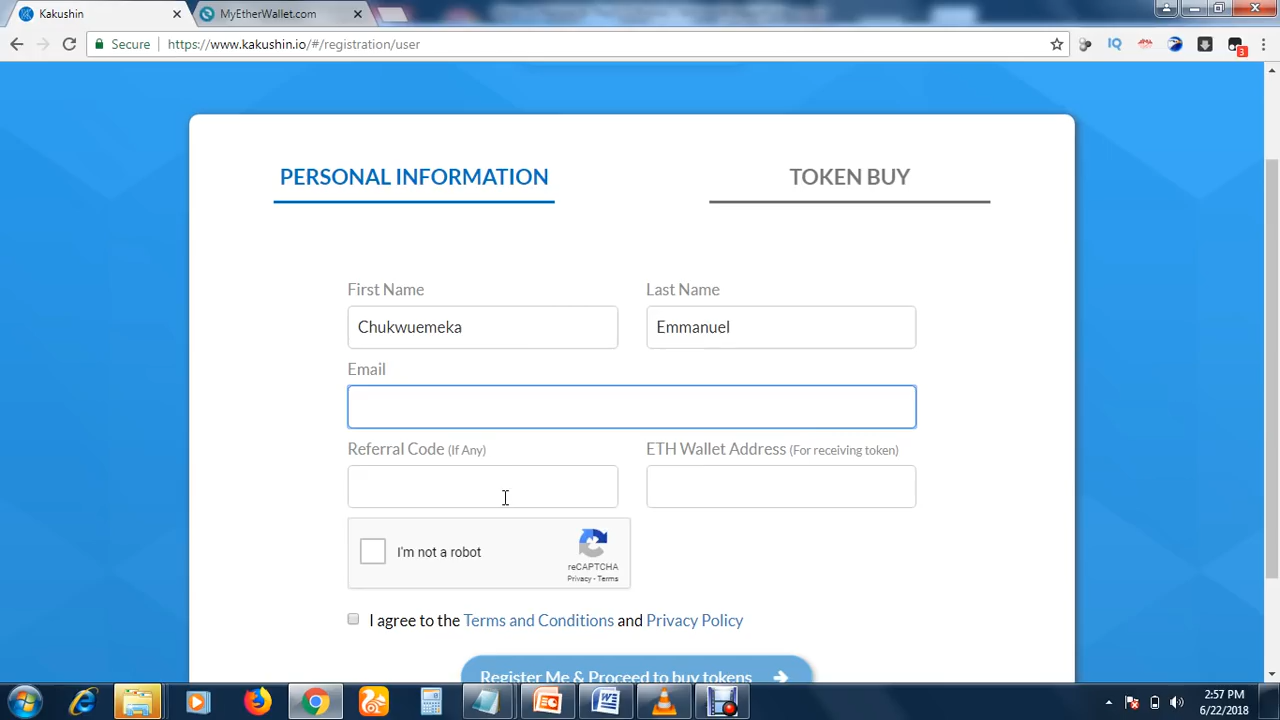 Kakushin
MyEtherWallet.com
Secure
https://www.kakushin.io/#/registration/user
IQ
3
PERSONAL INFORMATION
TOKEN BUY
First Name
Last Name
Chukwuemeka
Emmanuel
Email
Referral Code (If Any)
ETH Wallet Address (For receiving token)
I'm not a robot
reCAPTCHA
Privacy - Terms
I agree to the Terms and Conditions and Privacy Policy
Register Me & Proceed to buy tokens
2:57 PM
6/22/2018